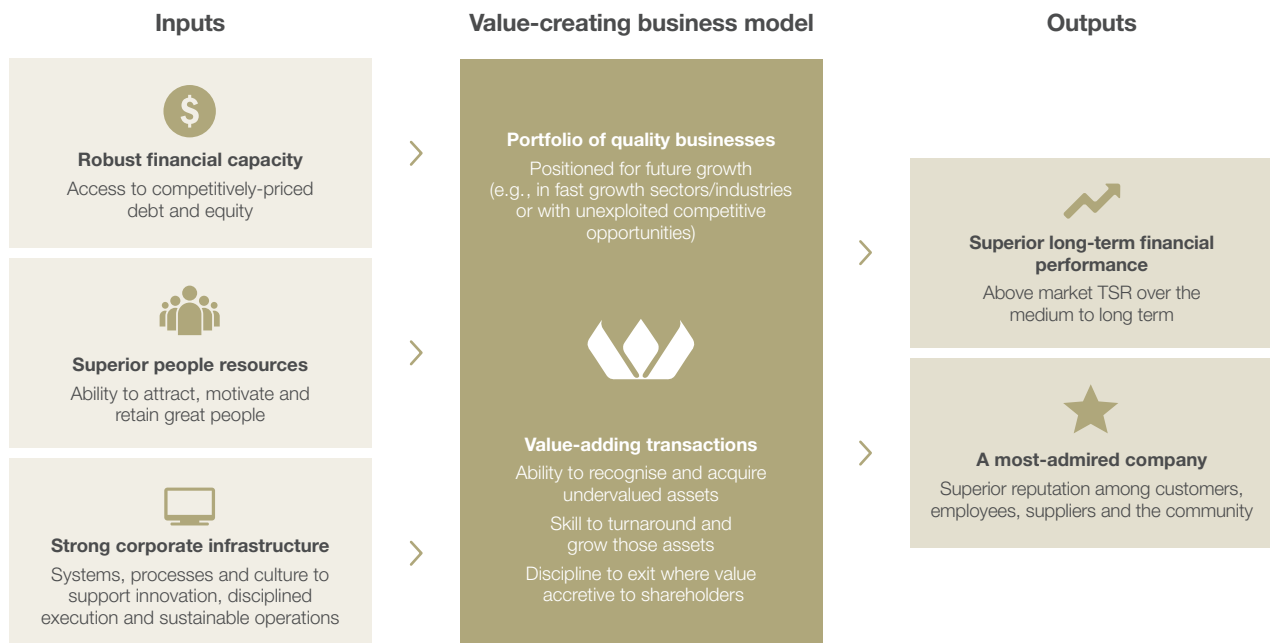 Inputs
Robust financial capacity
Access to competitively-priced
debt and equity
Superior people resources
Ability to attract, motivate and
retain great people
Strong corporate infrastructure
Systems, processes and culture to
support innovation, disciplined
execution and sustainable operations
Value-creating business model
Portfolio of quality businesses
Positioned for future growth
(e.g., in fast growth sectors/industries
or with unexploited competitive
opportunities)
Value-adding transactions
Ability to recognise and acquire
undervalued assets
Skill to turnaround and
grow those assets
Discipline to exit where value
accretive to shareholders
Outputs
Superior long-term financial
performance
Above market TSR over the
medium to long term
A most-admired company
Superior reputation among customers,
employees, suppliers and the community